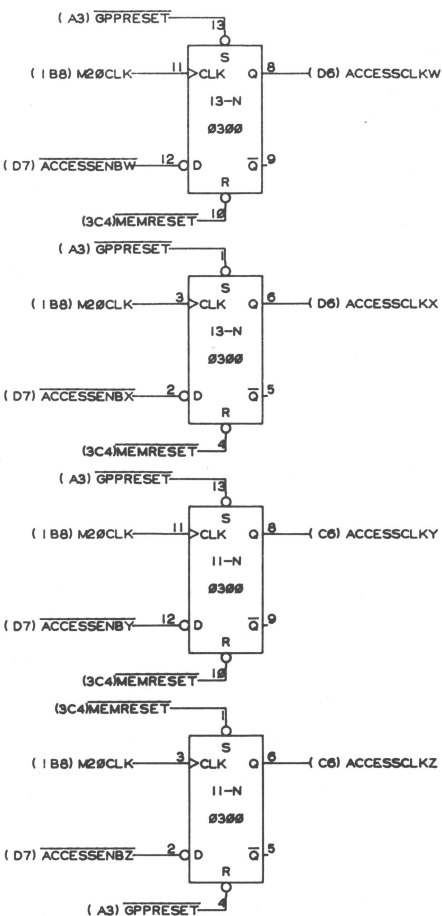 ( A3) GPPRESET
13
S
( 1B8) M20CLK 11 CLK Q 8 ( D6) ACCESSCLKW
13-N
0300
( D7) ACCESSENBW 12 D Q 9
R
10
(3C4)MEMRESET
( A3) GPPRESET
1
S
( 1B8) M20CLK 3 CLK Q 6 ( D6) ACCESSCLKX
13-N
0300
( D7) ACCESSENBX 2 D Q 5
R
4
(3C4)MEMRESET
( A3) GPPRESET
13
S
( 1B8) M20CLK 11 CLK Q 8 ( C6) ACCESSCLKY
11-N
0300
( D7) ACCESSENBY 12 D Q 9
R
10
(3C4)MEMRESET
(3C4)MEMRESET
1
S
( 1B8) M20CLK 3 CLK Q 6 ( C6) ACCESSCLKZ
11-N
0300
( D7) ACCESSENBZ 2 D Q 5
R
4
( A3) GPPRESET